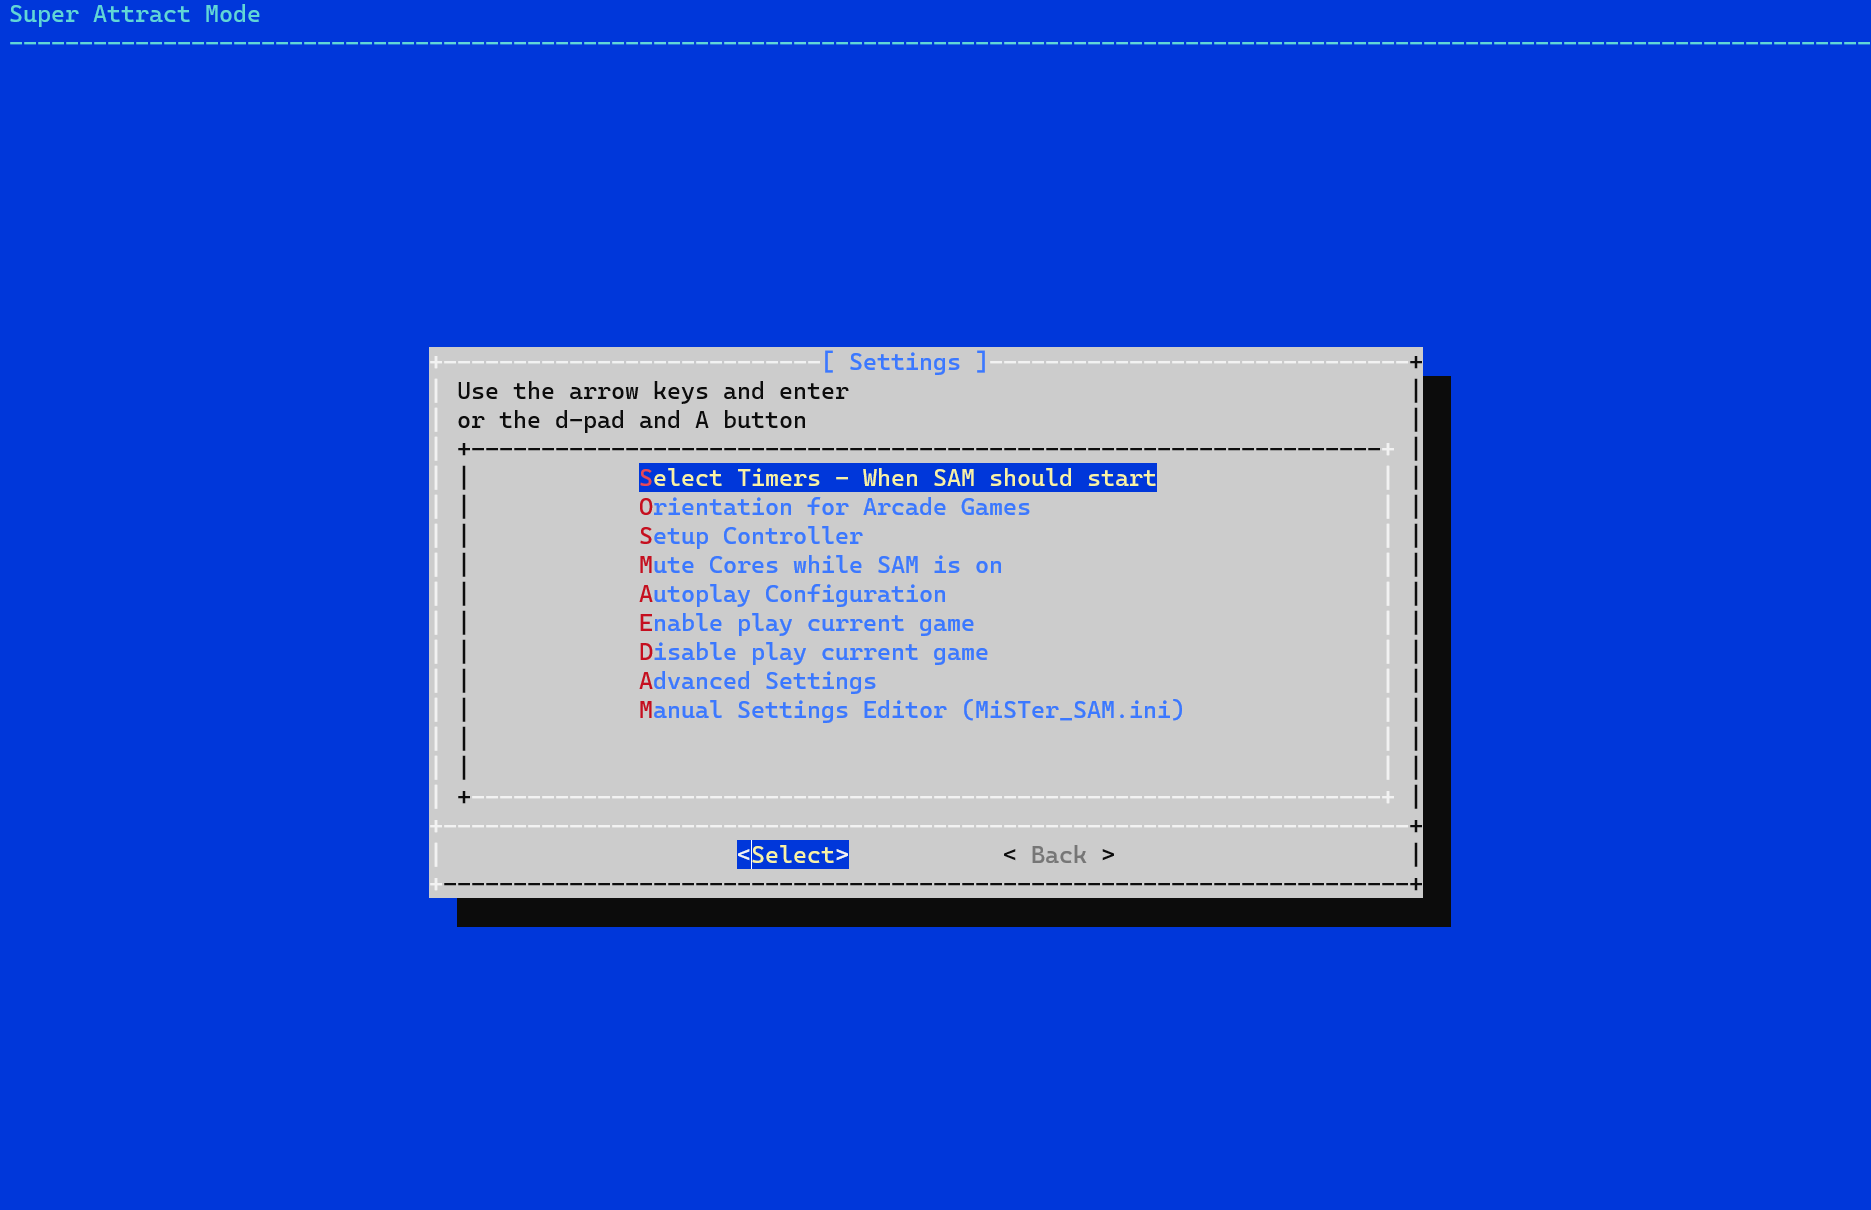 Super Attract Mode
[ Settings ]
Use the arrow keys and enter
or the d-pad and A button
Select Timers - When SAM should start
Orientation for Arcade Games
Setup Controller
Mute Cores while SAM is on
Autoplay Configuration
Enable play current game
Disable play current game
Advanced Settings
Manual Settings Editor (MiSTer_SAM.ini)
<Select> < Back >